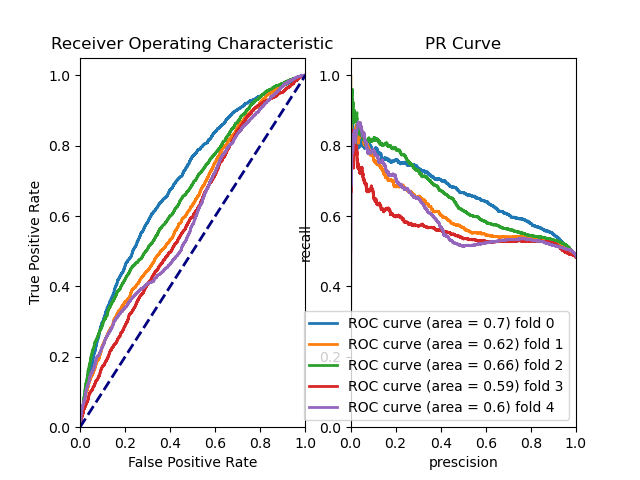 Receiver Operating Characteristic
1.0
0.8
0.6
0.4
0.2
0.0
True Positive Rate
0.0 0.2 0.4 0.6 0.8 1.0
False Positive Rate
PR Curve
1.0
0.8
0.6
0.4
0.2
0.0
recall
0.0 0.2 0.4 0.6 0.8 1.0
prescision
ROC curve (area = 0.7) fold 0
ROC curve (area = 0.62) fold 1
ROC curve (area = 0.66) fold 2
ROC curve (area = 0.59) fold 3
ROC curve (area = 0.6) fold 4